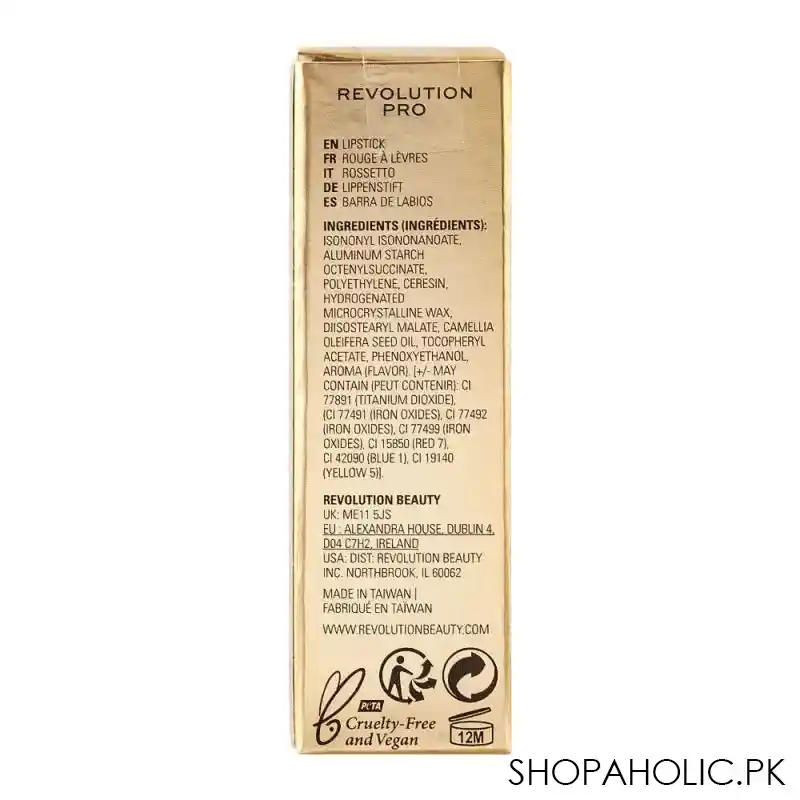 REVOLUTION
PRO
EN LIPSTICK
FR ROUGE À LÈVRES
IT ROSSETTO
DE LIPPENSTIFT
ES BARRA DE LABIOS
INGREDIENTS (INGRÉDIENTS):
ISONONYL ISONONANOATE,
ALUMINUM STARCH
OCTENYLSUCCINATE,
POLYETHYLENE, CERESIN,
HYDROGENATED
MICROCRYSTALLINE WAX,
DIISOSTEARYL MALATE, CAMELLIA
OLEIFERA SEED OIL, TOCOPHERYL
ACETATE, PHENOXYETHANOL,
AROMA (FLAVOR). [+/- MAY
CONTAIN (PEUT CONTENIR): CI
77891 (TITANIUM DIOXIDE),
(CI 77491 (IRON OXIDES), CI 77492
(IRON OXIDES), CI 77499 (IRON
OXIDES), CI 15850 (RED 7),
CI 42090 (BLUE 1), CI 19140
(YELLOW 5)].
REVOLUTION BEAUTY
UK: ME11 5JS
EU : ALEXANDRA HOUSE, DUBLIN 4,
D04 C7H2, IRELAND
USA: DIST: REVOLUTION BEAUTY
INC. NORTHBROOK, IL 60062
MADE IN TAIWAN |
FABRIQUÉ EN TAÏWAN
WWW.REVOLUTIONBEAUTY.COM
PETA
Cruelty-Free
and Vegan
12M
SHOPAHOLIC.PK